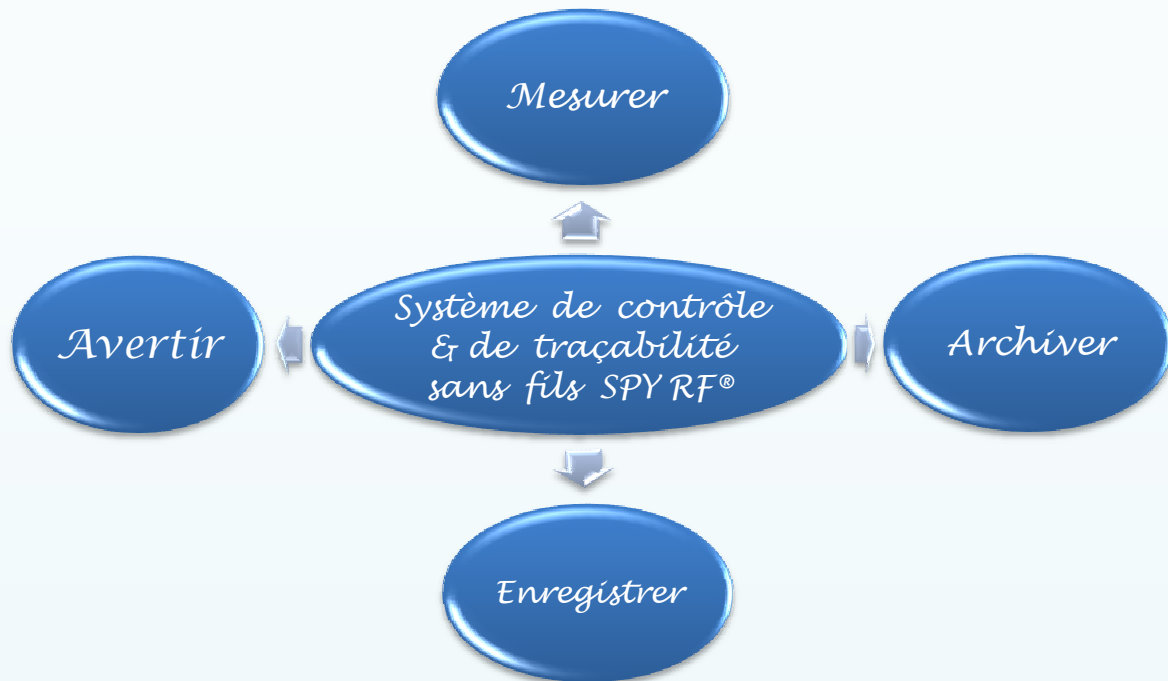 Mesurer
Avertir
Système de contrôle
& de traçabilité
sans fils SPY RF®
Archiver
Enregistrer